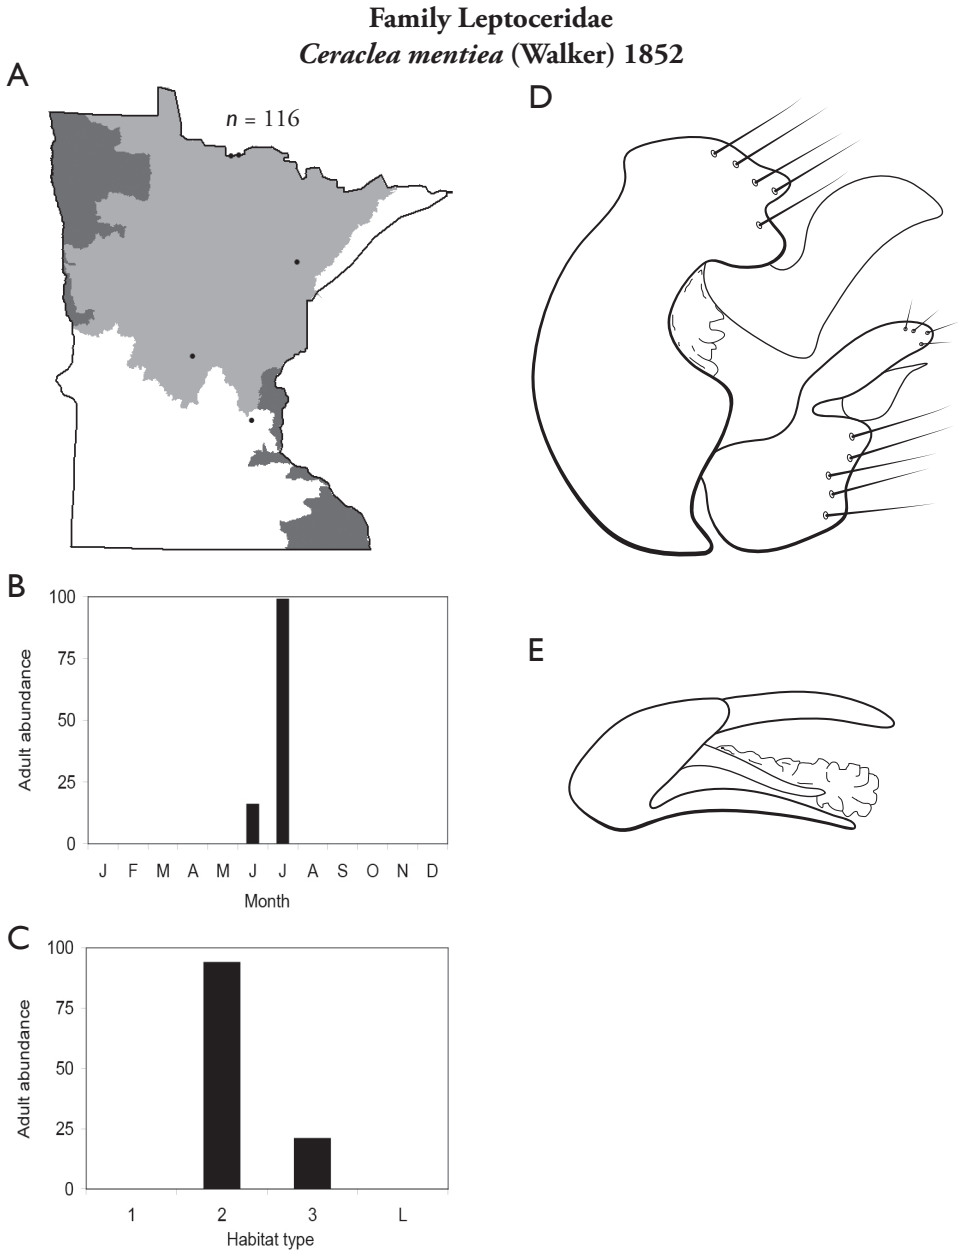 Family Leptoceridae
Ceraclea mentiea (Walker) 1852
A
n = 116
B
100
75
50
25
0
Adult abundance
J F M A M J J A S O N D
Month
C
100
75
50
25
0
Adult abundance
1 2 3 L
Habitat type
D
E